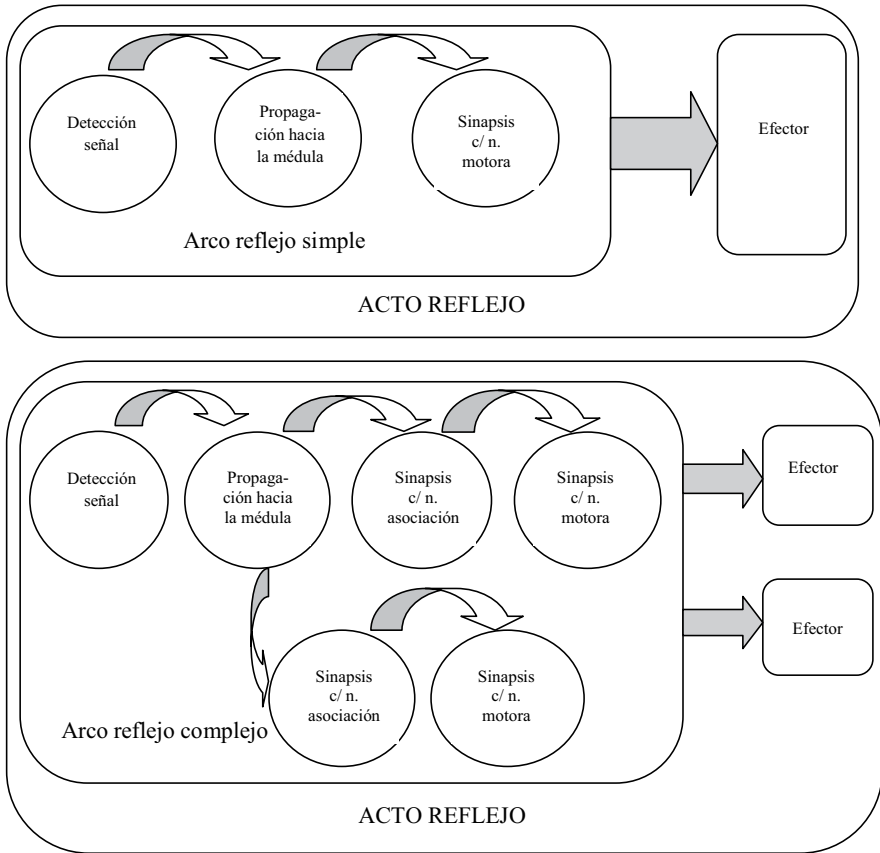 Detección
señal
Propaga-
ción hacia
la médula
Sinapsis
c/ n.
motora
Efector
Arco reflejo simple
ACTO REFLEJO
Detección
señal
Propaga-
ción hacia
la médula
Sinapsis
c/ n.
asociación
Sinapsis
c/ n.
motora
Efector
Sinapsis
c/ n.
asociación
Sinapsis
c/ n.
motora
Efector
Arco reflejo complejo
ACTO REFLEJO